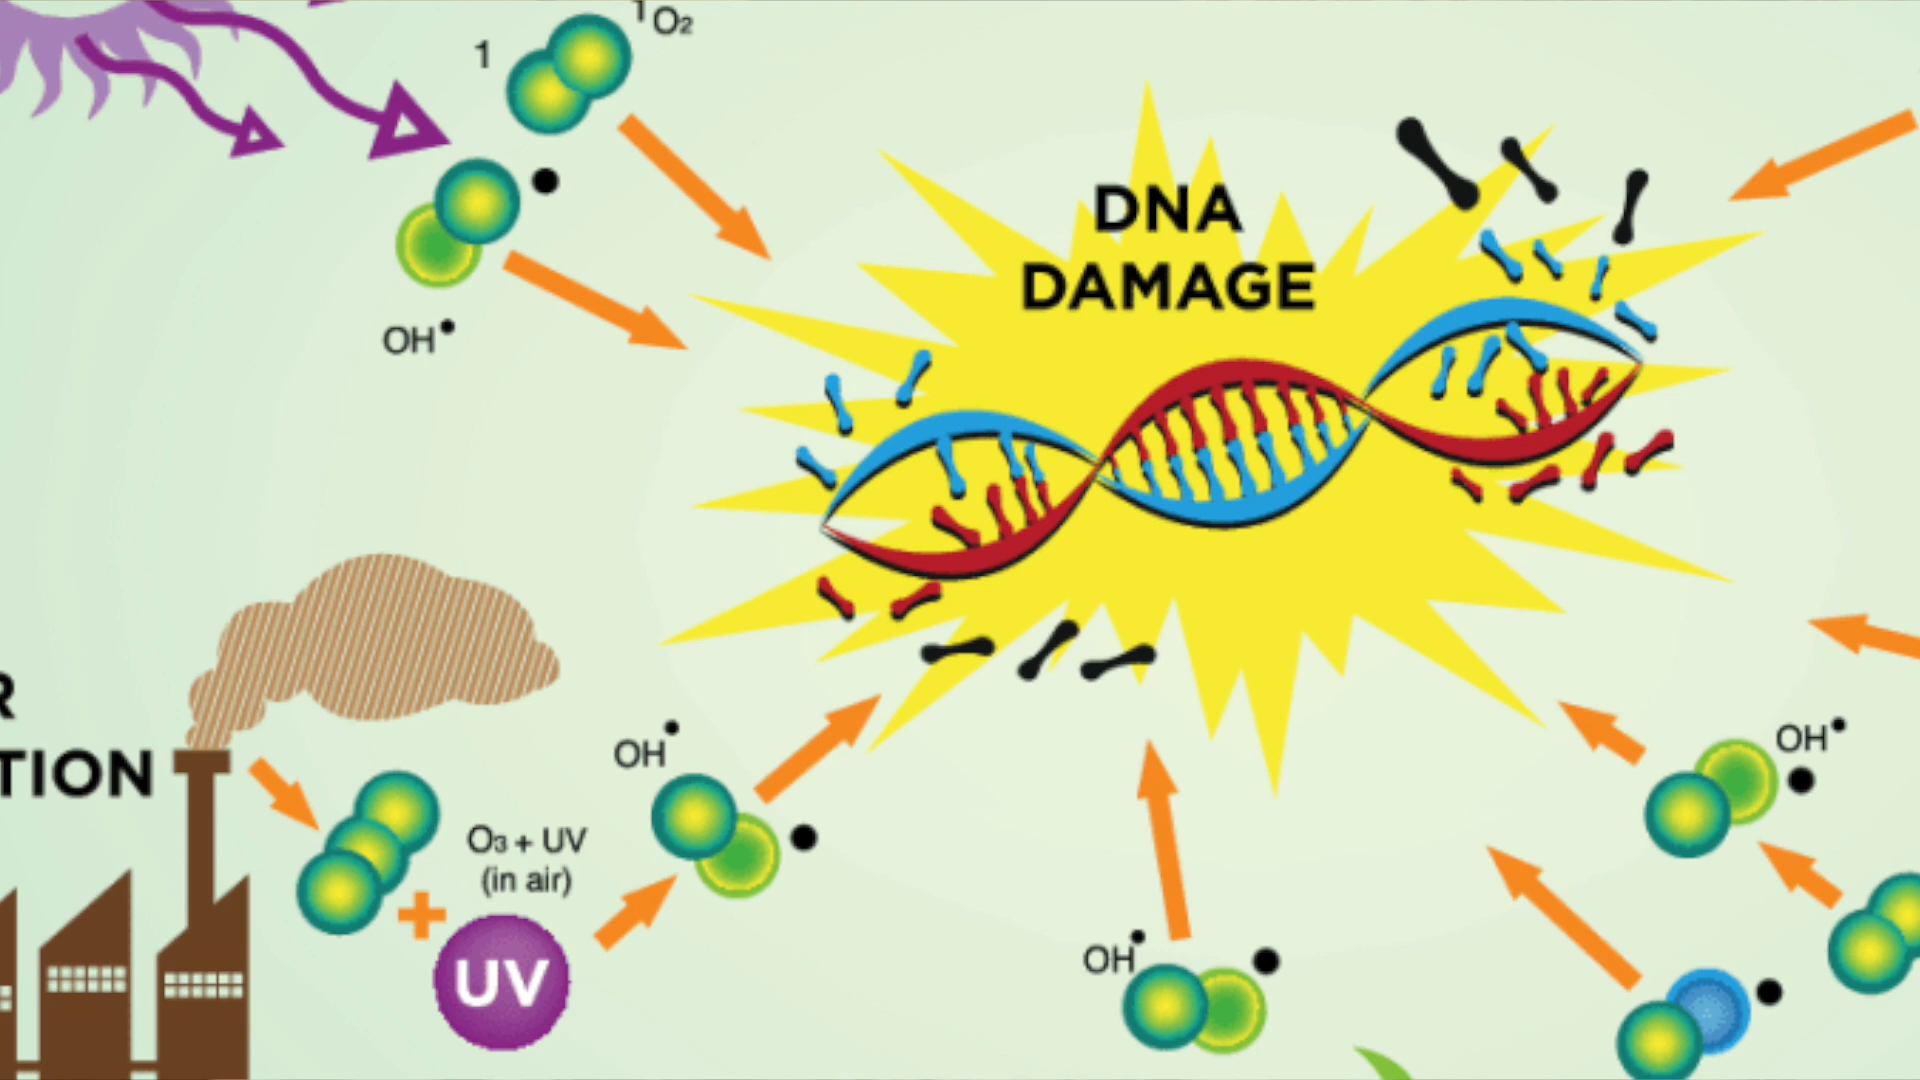 1
¹O₂
OH•
DNA
DAMAGE
R
TION
O₃ + UV
(in air)
UV
OH•
OH•
OH•